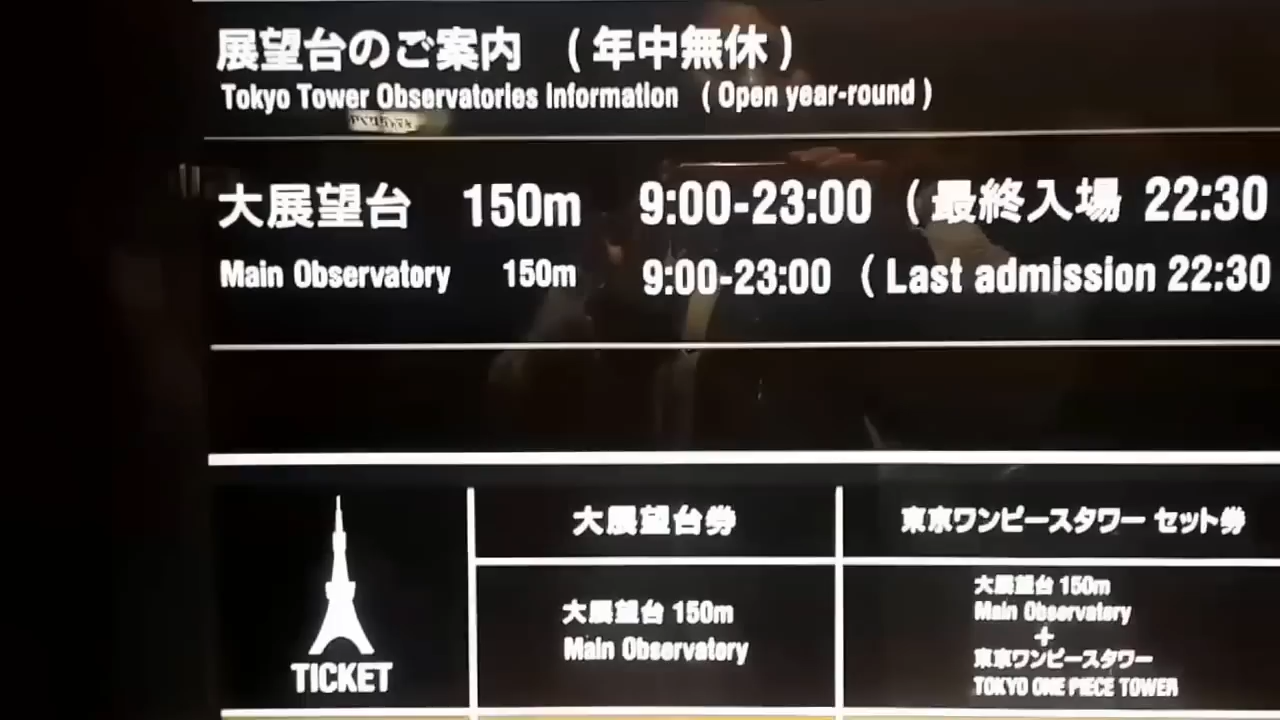 展望台のご案内 (年中無休)
Tokyo Tower Observatories Information (Open year-round)
大展望台 150m 9:00-23:00 (最終入場 22:30
Main Observatory 150m 9:00-23:00 (Last admission 22:30
TICKET
大展望台券
大展望台 150m
Main Observatory
東京ワンピースタワー セット券
大展望台 150m
Main Observatory
+
東京ワンピースタワー
TOKYO ONE PIECE TOWER